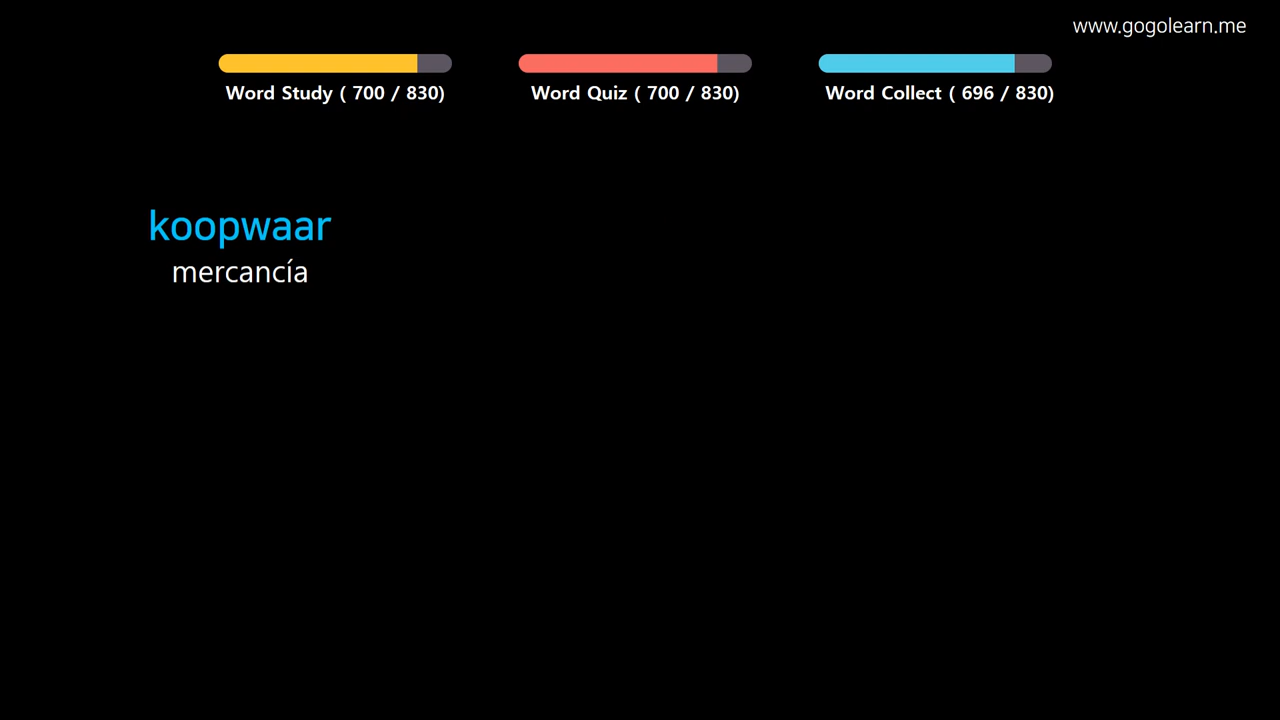 www.gogolearn.me
Word Study ( 700 / 830)
Word Quiz ( 700 / 830)
Word Collect ( 696 / 830)
koopwaar
mercancía